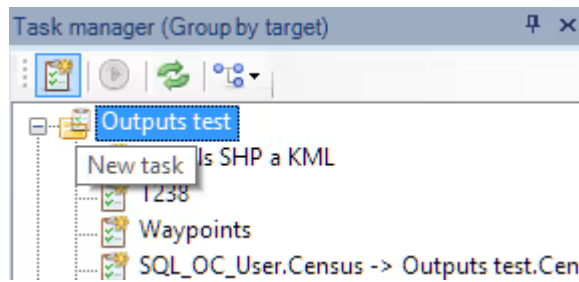 Task manager (Group by target)
Outputs test
New task
ls SHP a KML
1238
Waypoints
SQL_OC_User.Census -> Outputs test.Cen